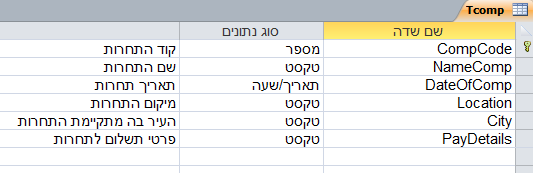 Tcomp
שם שדה סוג נתונים
CompCode מספר קוד התחרות
NameComp טקסט שם התחרות
DateOfComp תאריך/שעה תאריך תחרות
Location טקסט מיקום התחרות
City טקסט העיר בה מתקיימת התחרות
PayDetails טקסט פרטי תשלום לתחרות